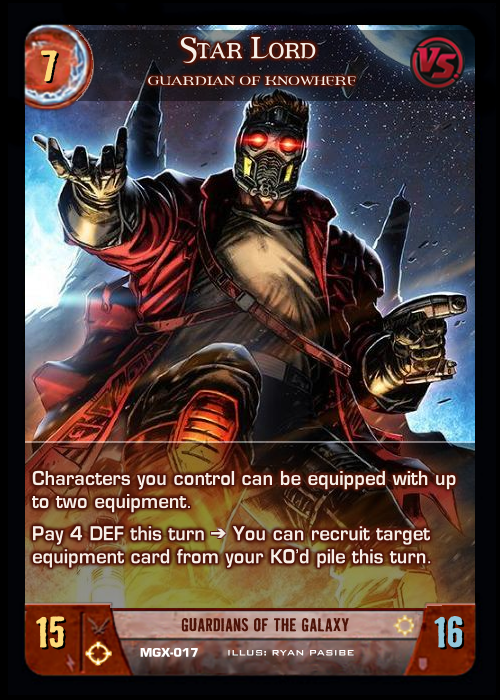 7
STAR LORD
VS
GUARDIAN OF KNOWHERE
Characters you control can be equipped with up
to two equipment.
Pay 4 DEF this turn ➔ You can recruit target
equipment card from your KO'd pile this turn.
15
GUARDIANS OF THE GALAXY
16
MGX-017 ILLUS: RYAN PASIBE